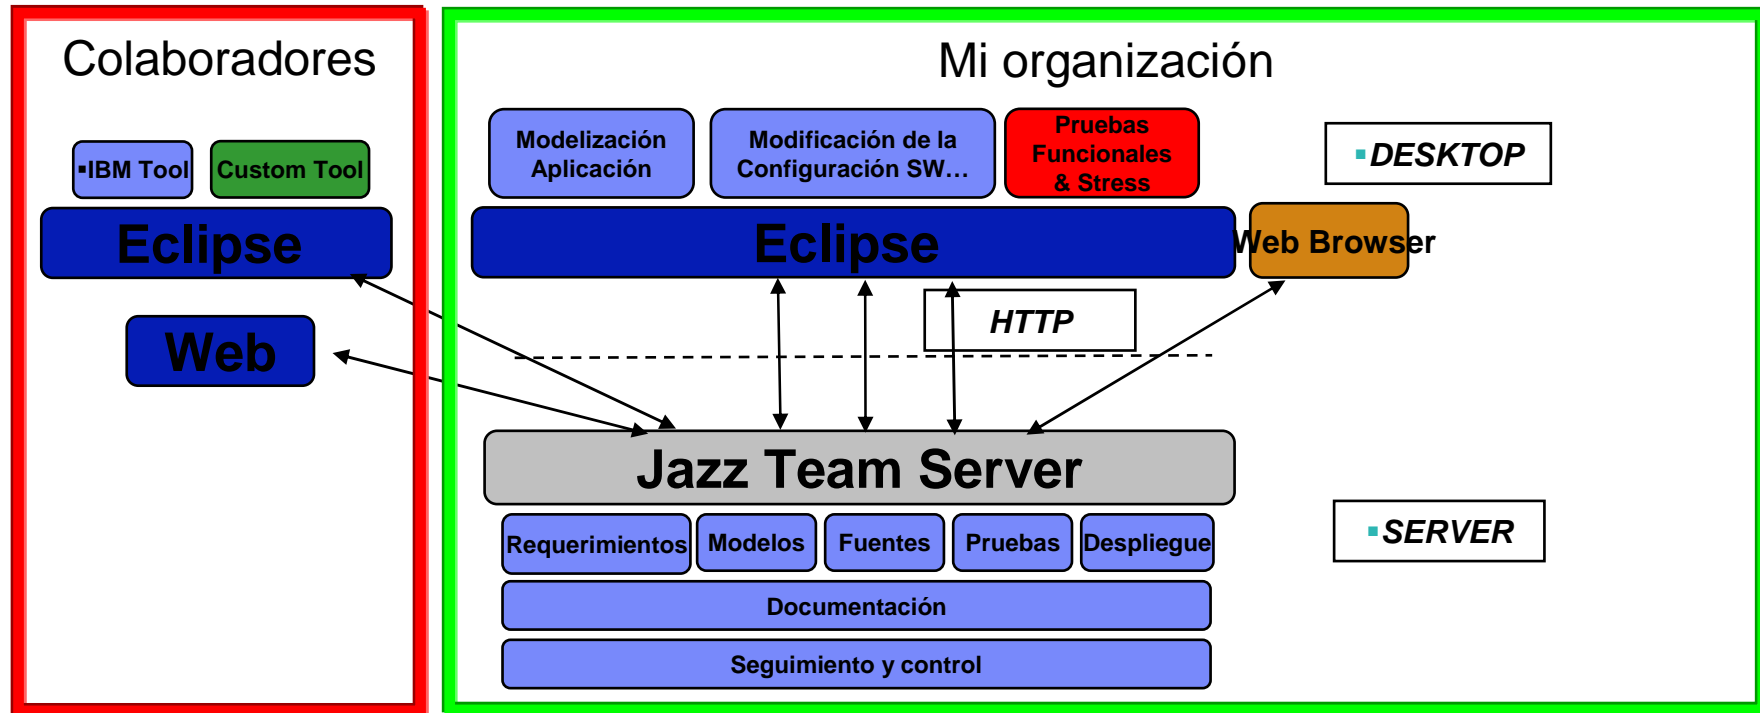 Colaboradores
▪IBM Tool
Custom Tool
Eclipse
Web
Mi organización
Modelización
Aplicación
Modificación de la
Configuración SW...
Pruebas
Funcionales
& Stress
▪DESKTOP
Eclipse
Web Browser
HTTP
Jazz Team Server
Requerimientos
Modelos
Fuentes
Pruebas
Despliegue
▪SERVER
Documentación
Seguimiento y control